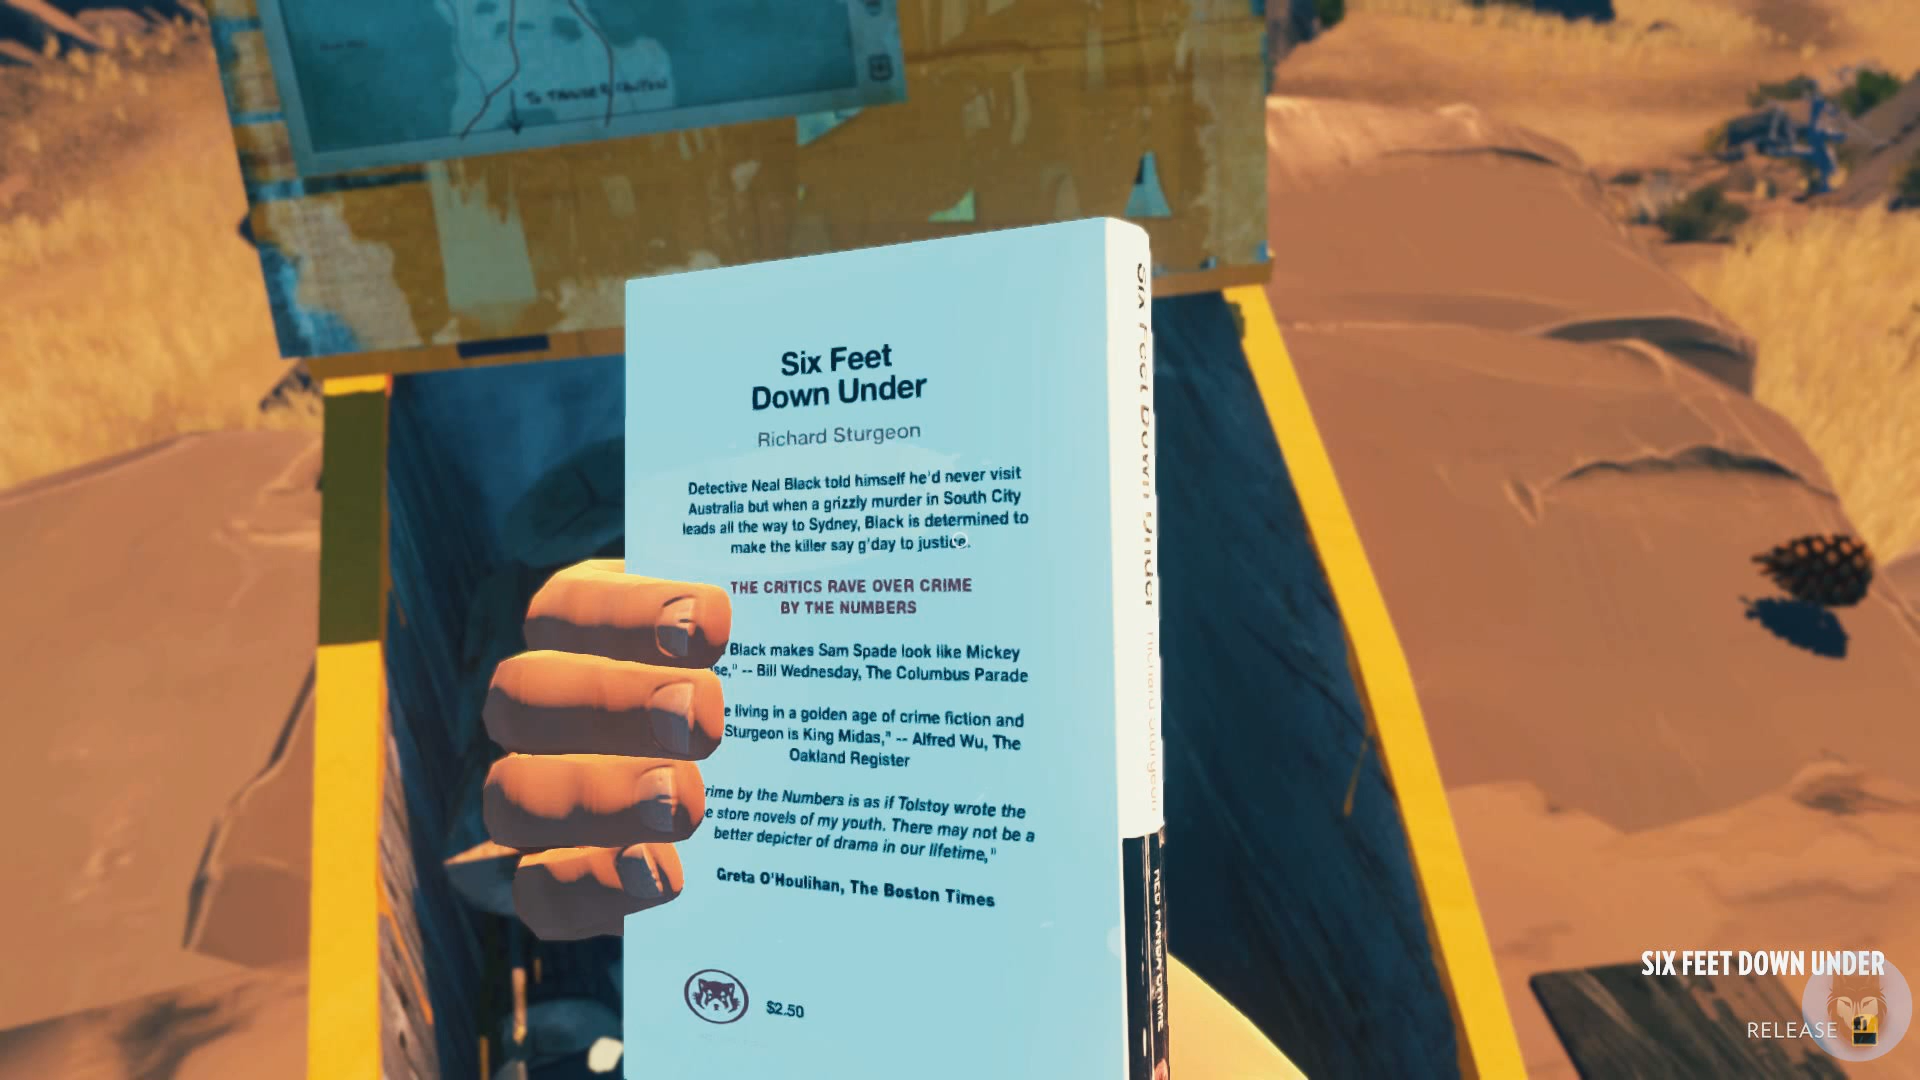 To THUNDER CANYON
Six Feet
Down Under
Richard Sturgeon
Detective Neal Black told himself he'd never visit
Australia but when a grizzly murder in South City
leads all the way to Sydney, Black is determined to
make the killer say g'day to justice.
THE CRITICS RAVE OVER CRIME
BY THE NUMBERS
Black makes Sam Spade look like Mickey
se," -- Bill Wednesday, The Columbus Parade
e living in a golden age of crime fiction and
Sturgeon is King Midas," -- Alfred Wu, The
Oakland Register
rime by the Numbers is as if Tolstoy wrote the
e store novels of my youth. There may not be a
better depicter of drama in our lifetime,"
Greta O'Houlihan, The Boston Times
$2.50
Six Feet Down Under Richard Sturgeon
SIX FEET DOWN UNDER
RELEASE